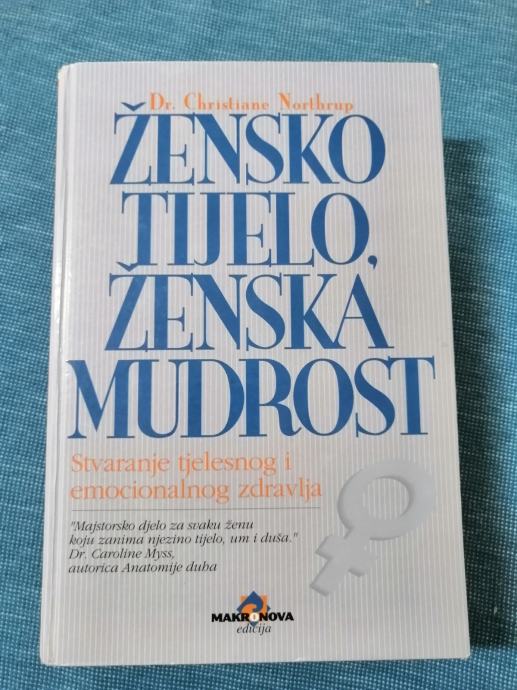 Dr. Christiane Northrup
ŽENSKO
TIJELO,
ŽENSKA
MUDROST
Stvaranje tjelesnog i
emocionalnog zdravlja
"Majstorsko djelo za svaku ženu
koju zanima njezino tijelo, um i duša."
Dr. Caroline Myss,
autorica Anatomije duha
MAKRONOVA
edicija